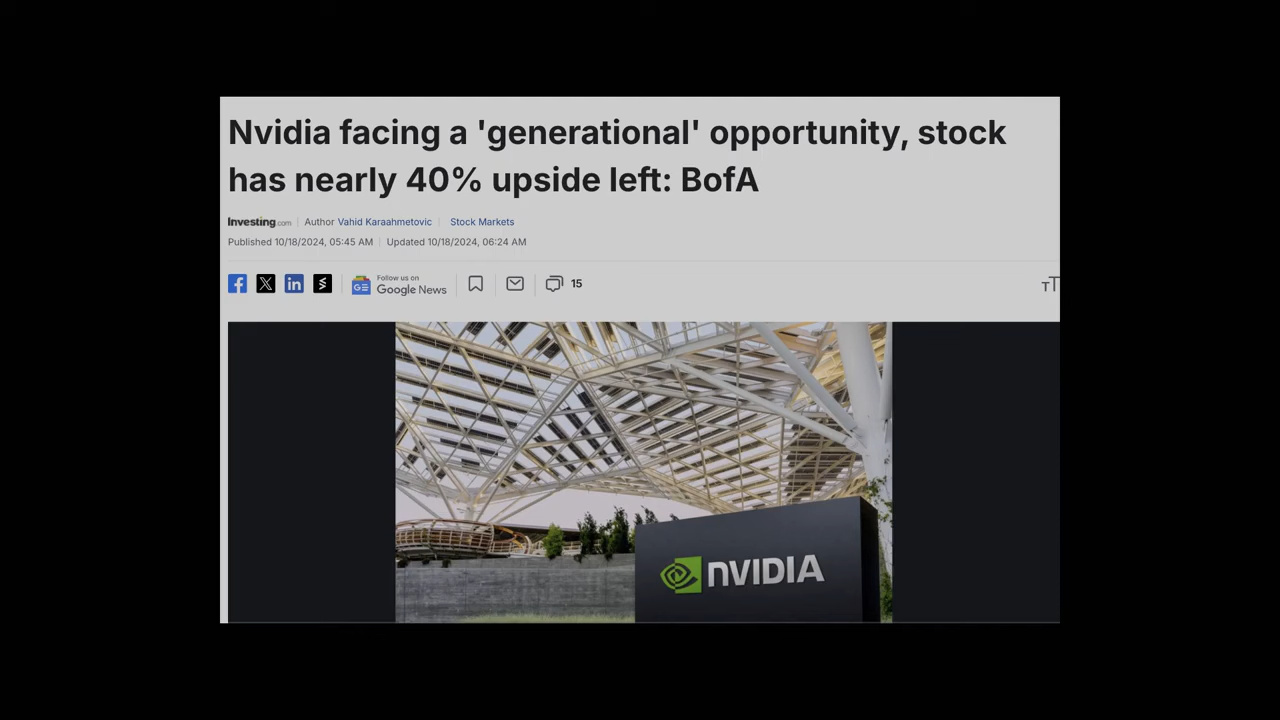 Nvidia facing a 'generational' opportunity, stock
has nearly 40% upside left: BofA
Investing.com | Author Vahid Karaahmetovic | Stock Markets
Published 10/18/2024, 05:45 AM | Updated 10/18/2024, 06:24 AM
Follow us on
Google News
15
TT
NVIDIA